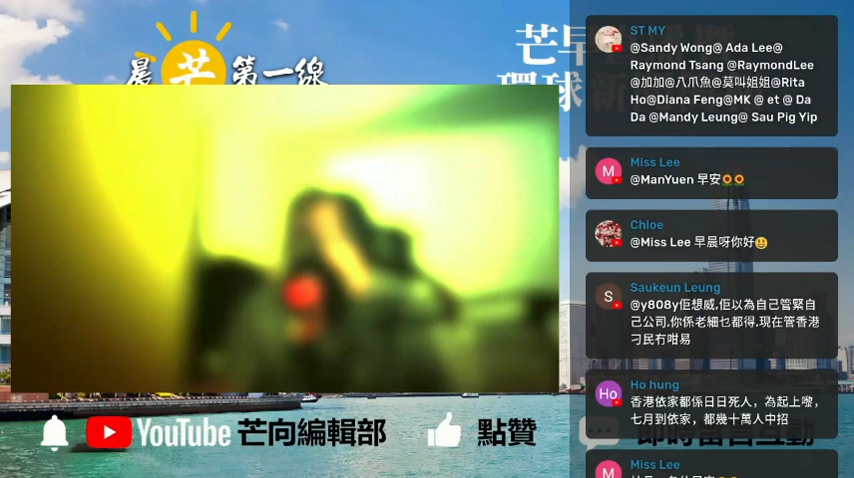 晨芒第一線
芒早
環球新
ST MY
@Sandy Wong@ Ada Lee@
Raymond Tsang @RaymondLee
@加加@八爪魚@莫叫姐姐@Rita
Ho@Diana Feng@MK @ et @ Da
Da @Mandy Leung@ Sau Pig Yip
M
Miss Lee
@ManYuen 早安🌻🌻
Chloe
@Miss Lee 早晨呀你好😃
S
Saukeun Leung
@y808y佢想威,佢以為自己管緊自
己公司,你係老細乜都得,現在管香港
刁民冇咁易
Ho
Ho hung
香港依家都係日日死人，為起上嚟，
七月到依家，都幾十萬人中招
YouTube 芒向編輯部
點贊
即時留言互動
M
Miss Lee